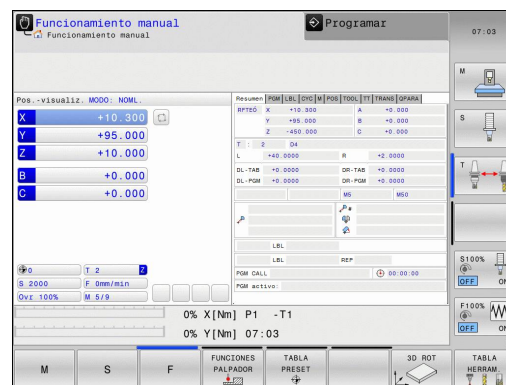 Funcionamiento manual
Funcionamiento manual
Programar
07:03
Pos.-visualiz. MODO: NOML.
X +10.300
Y +95.000
Z +10.000
B +0.000
C +0.000
0
T 2 Z
S 2000 F 0mm/min
Ovr 100% M 5/9
Resumen PGM LBL CYC M POS TOOL TT TRANS QPARA
RPTEÓ X +10.300 A +0.000
Y +95.000 B +0.000
Z -450.000 C +0.000
T : 2 D4
L +40.0000 R +2.0000
DL-TAB +0.0000 DR-TAB +0.0000
DL-PGM +0.0000 DR-PGM +0.0000
M5 M50
LBL
LBL REP
PGM CALL 00:00:00
PGM activo:
0% X[Nm] P1 -T1
0% Y[Nm] 07:03
M
S
T
S100%
OFF ON
F100%
OFF ON
M
S
F
FUNCIONES
PALPADOR
TABLA
PRESET
3D ROT
TABLA
HERRAM.